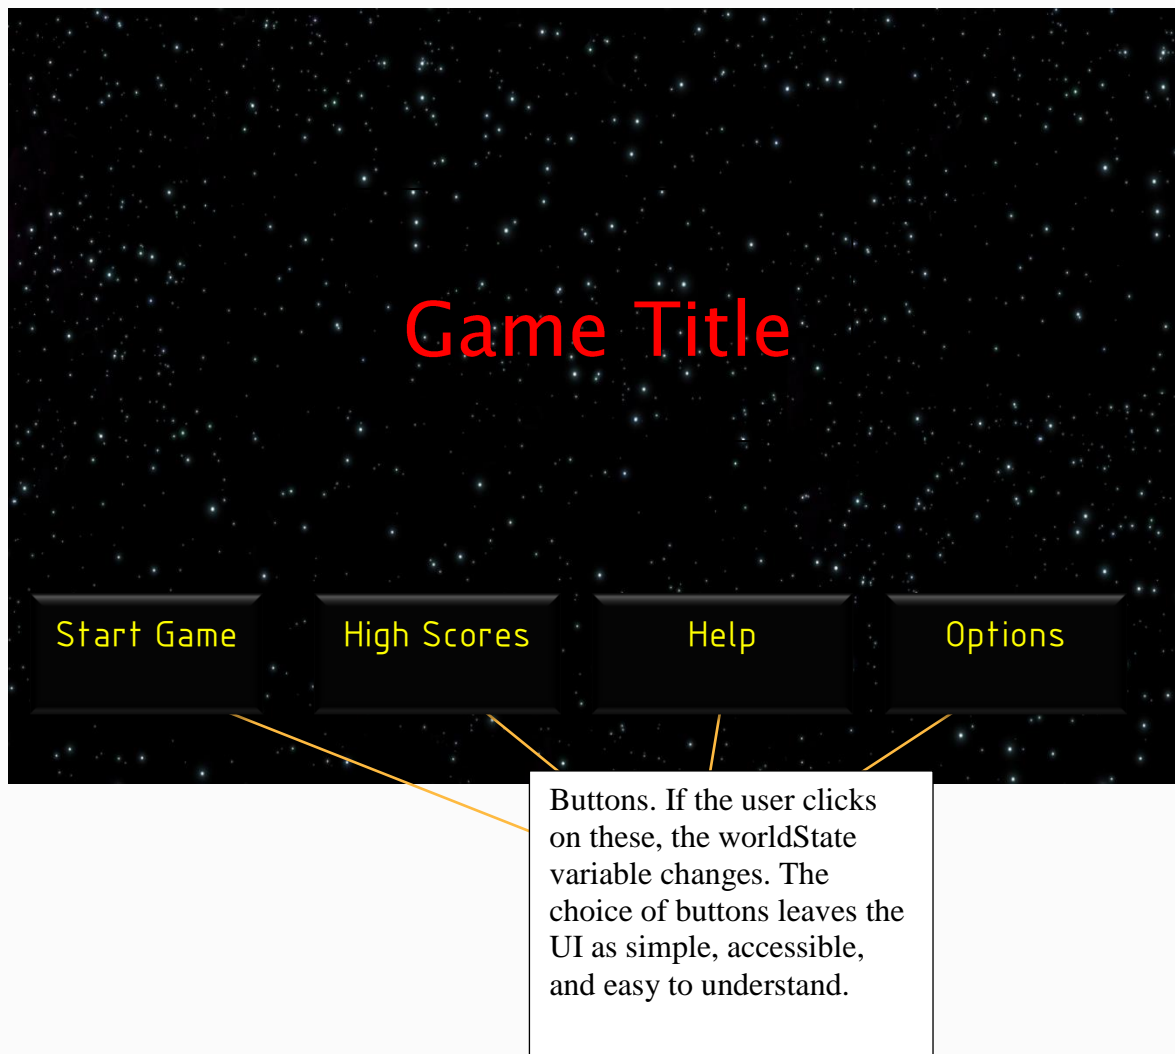 Game Title
Start Game
High Scores
Help
Options
Buttons. If the user clicks
on these, the worldState
variable changes. The
choice of buttons leaves the
UI as simple, accessible,
and easy to understand.